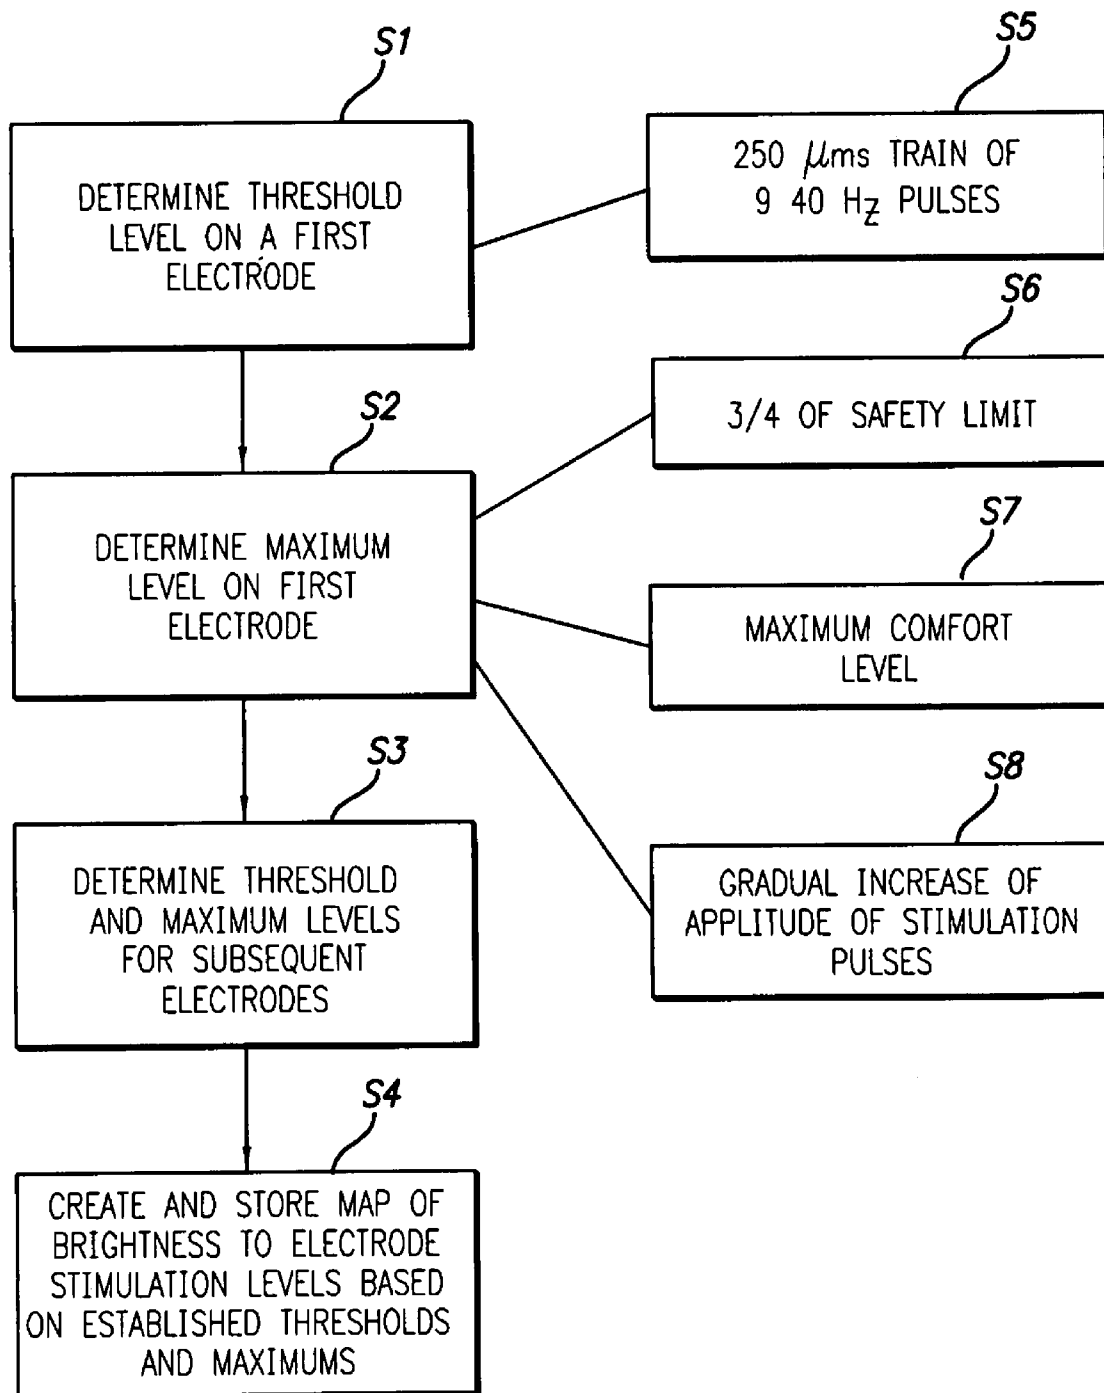 S1
DETERMINE THRESHOLD
LEVEL ON A FIRST
ELECTRODE
S5
250 μms TRAIN OF
9 40 Hz PULSES
S2
DETERMINE MAXIMUM
LEVEL ON FIRST
ELECTRODE
S6
3/4 OF SAFETY LIMIT
S7
MAXIMUM COMFORT
LEVEL
S8
GRADUAL INCREASE OF
APPLITUDE OF STIMULATION
PULSES
S3
DETERMINE THRESHOLD
AND MAXIMUM LEVELS
FOR SUBSEQUENT
ELECTRODES
S4
CREATE AND STORE MAP OF
BRIGHTNESS TO ELECTRODE
STIMULATION LEVELS BASED
ON ESTABLISHED THRESHOLDS
AND MAXIMUMS